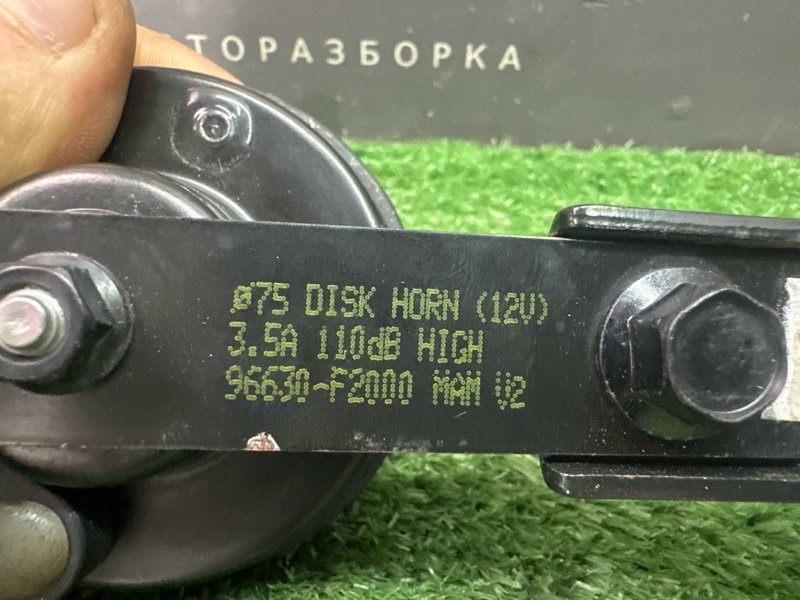 ТОРАЗБОРКА
Ø75 DISK HORN (12V)
3.5A 110dB HIGH
96630-F2000 MAM V2